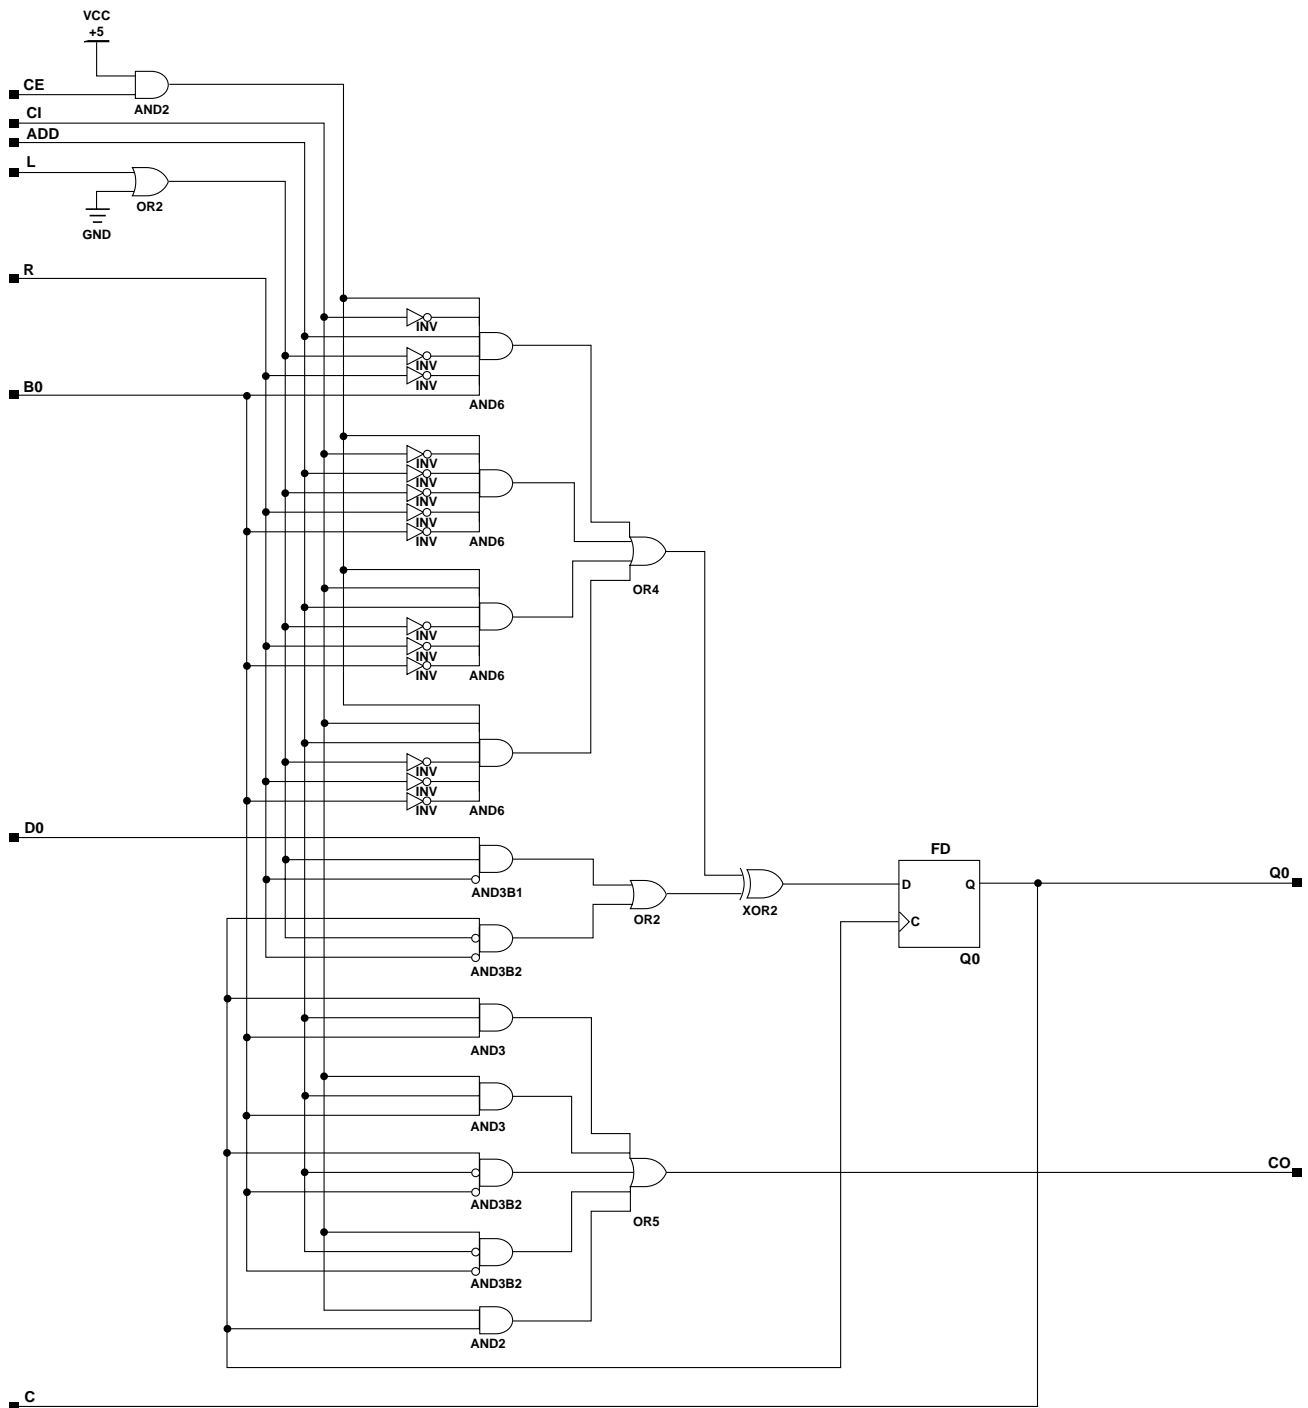 VCC
+5
CE
AND2
CI
ADD
L
OR2
GND
R
INV
INV
INV
B0
AND6
INV
INV
INV
INV
INV
AND6
OR4
INV
INV
INV
AND6
INV
INV
INV
AND6
D0
FD
D
Q
Q0
AND3B1
OR2
XOR2
C
Q0
AND3B2
AND3
AND3
CO
AND3B2
OR5
AND3B2
AND2
C